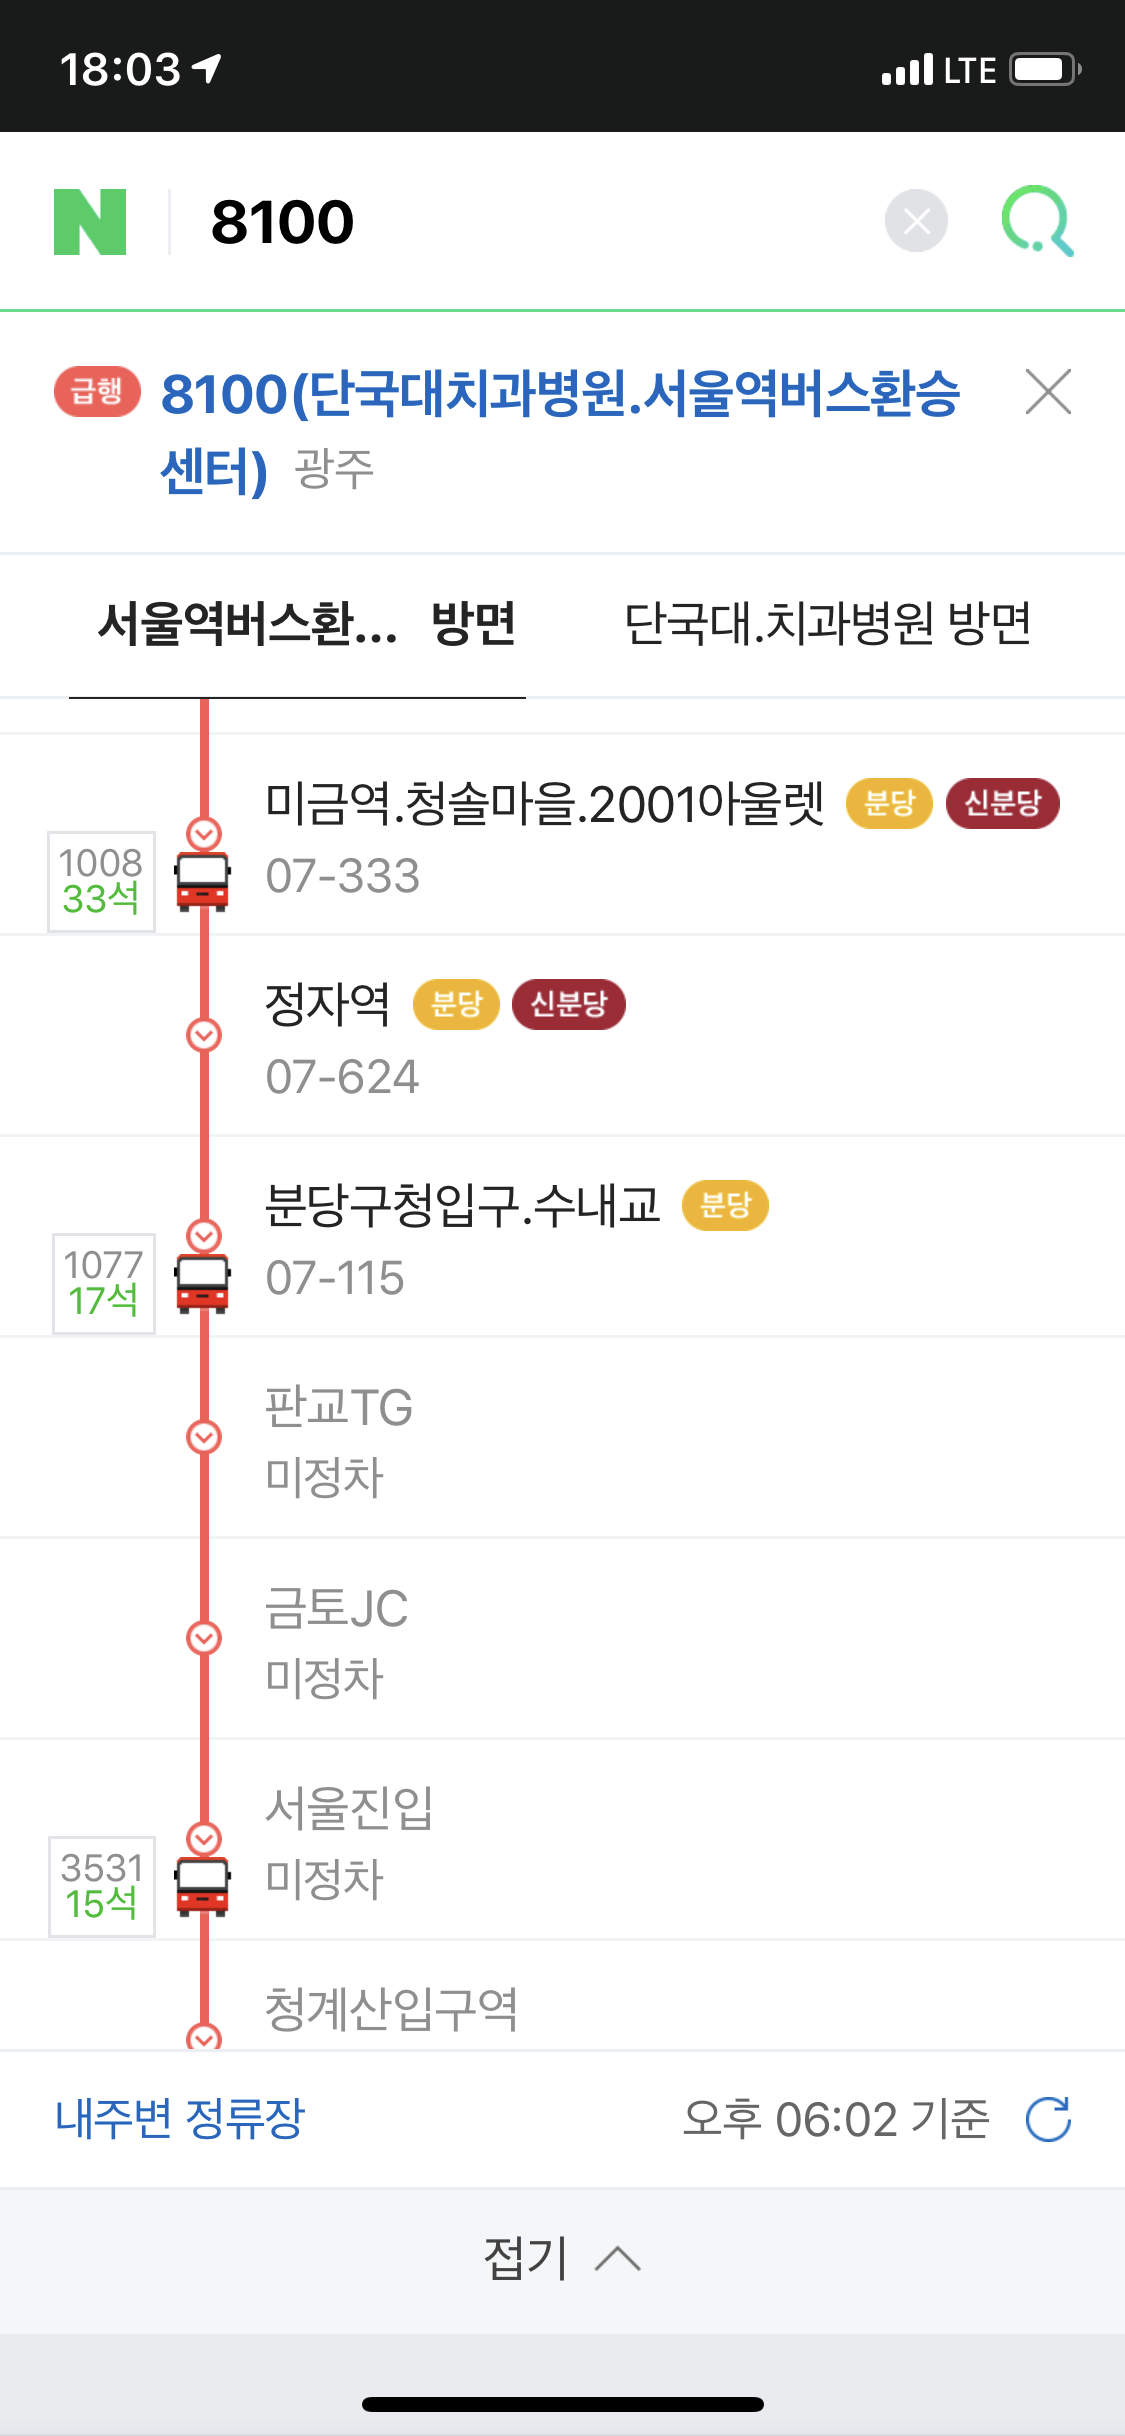 18:03
LTE
N
8100
급행 8100(단국대치과병원.서울역버스환승
센터) 광주
서울역버스환... 방면
단국대.치과병원 방면
미금역.청솔마을.2001아울렛 분당 신분당
07-333
1008
33석
정자역 분당 신분당
07-624
분당구청입구.수내교 분당
07-115
1077
17석
판교TG
미정차
금토JC
미정차
서울진입
미정차
3531
15석
청계산입구역
내주변 정류장
오후 06:02 기준
접기